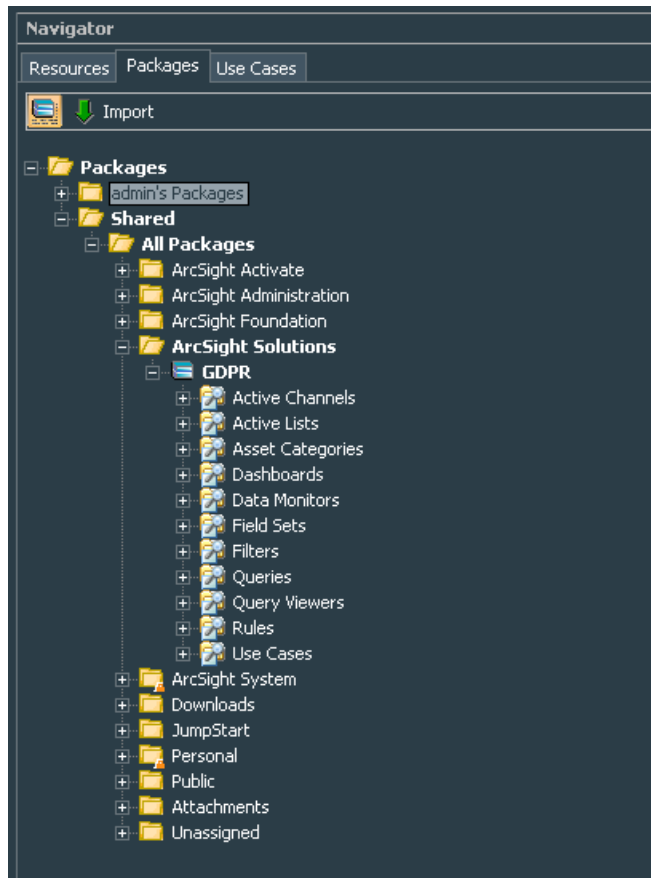 Navigator
Resources Packages Use Cases
Import
Packages
admin's Packages
Shared
All Packages
ArcSight Activate
ArcSight Administration
ArcSight Foundation
ArcSight Solutions
GDPR
Active Channels
Active Lists
Asset Categories
Dashboards
Data Monitors
Field Sets
Filters
Queries
Query Viewers
Rules
Use Cases
ArcSight System
Downloads
JumpStart
Personal
Public
Attachments
Unassigned